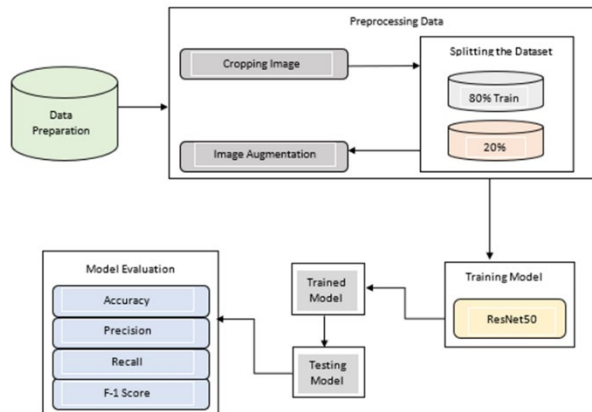 Preprocessing Data
Cropping Image
Splitting the Dataset
80% Train
20%
Image Augmentation
Data
Preparation
Training Model
ResNet50
Trained
Model
Testing
Model
Model Evaluation
Accuracy
Precision
Recall
F-1 Score